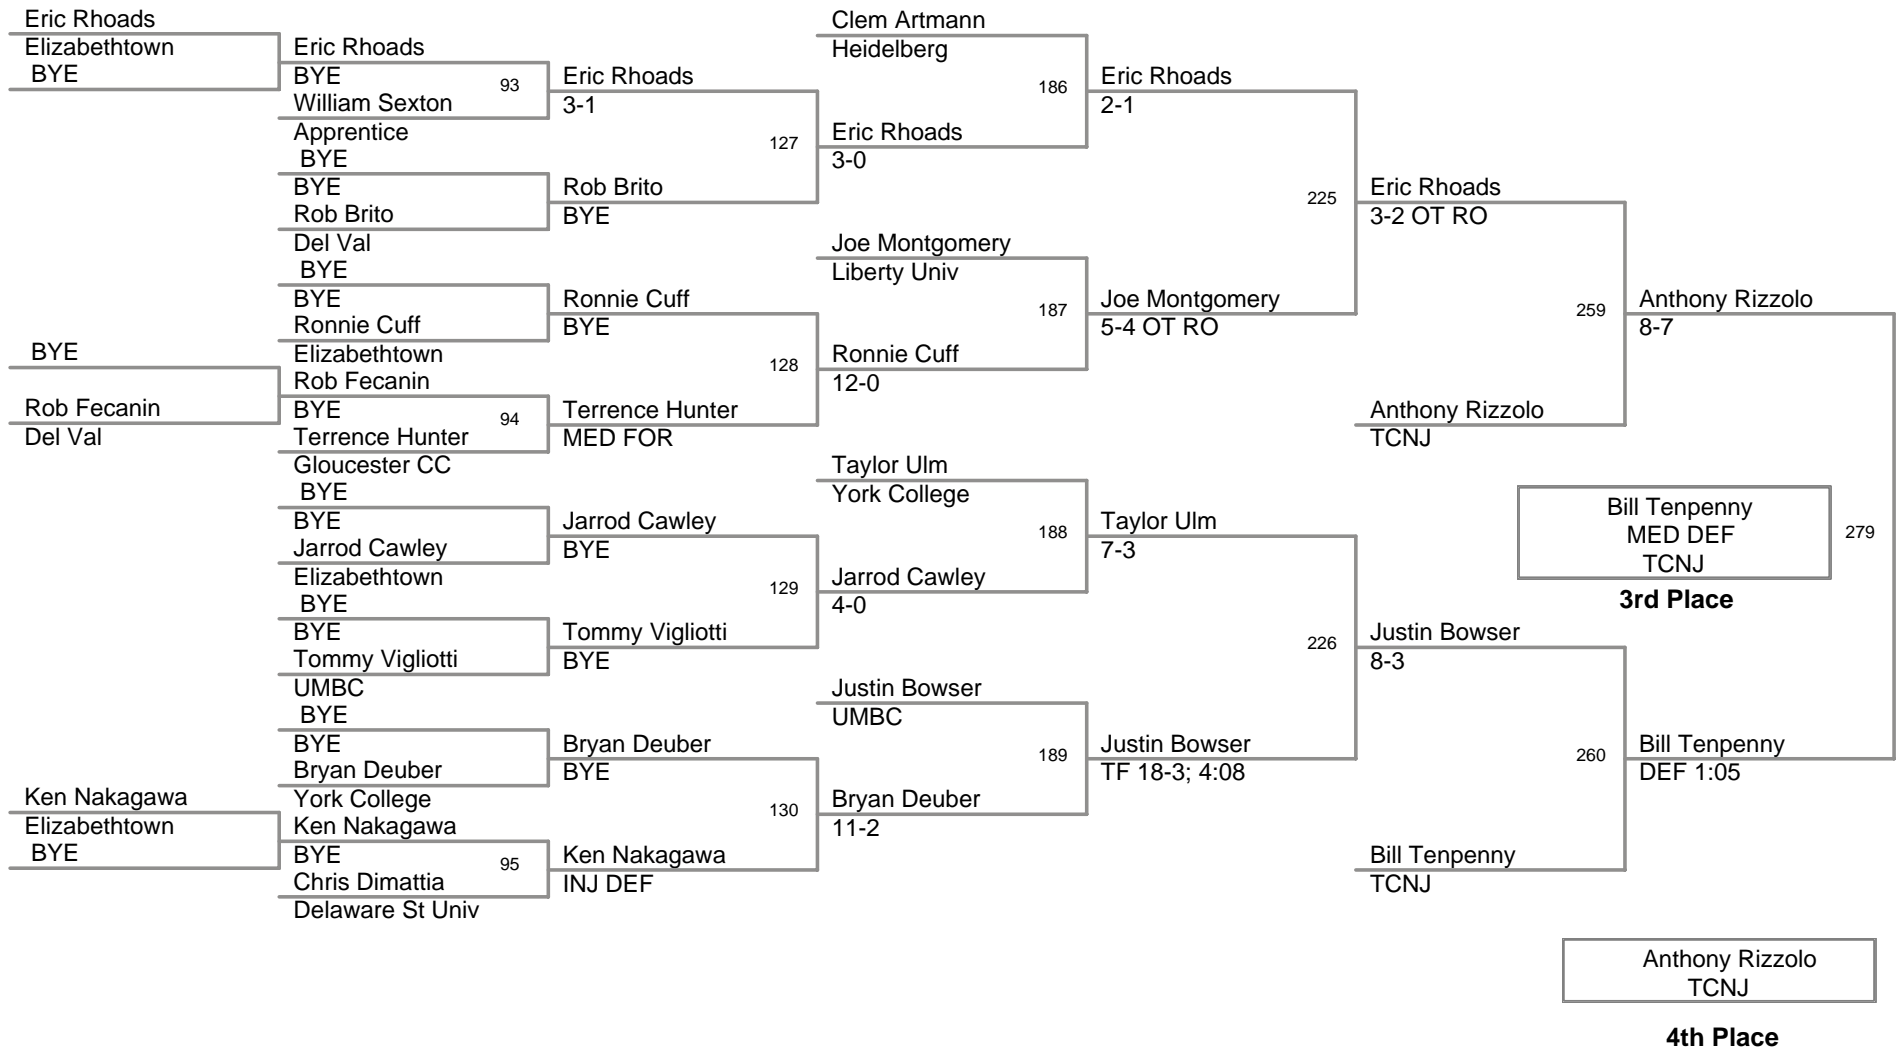 Eric Rhoads
Elizabethtown
BYE
BYE
Rob Fecanin
Del Val
Ken Nakagawa
Elizabethtown
BYE
Eric Rhoads
BYE
93
William Sexton
Apprentice
BYE
BYE
Rob Brito
Del Val
BYE
BYE
Ronnie Cuff
Elizabethtown
Rob Fecanin
BYE
94
Terrence Hunter
Gloucester CC
BYE
BYE
Jarrod Cawley
Elizabethtown
BYE
BYE
Tommy Vigliotti
UMBC
BYE
BYE
Bryan Deuber
York College
Ken Nakagawa
BYE
95
Chris Dimattia
Delaware St Univ
Eric Rhoads
3-1
127
Rob Brito
BYE
Ronnie Cuff
BYE
128
Terrence Hunter
MED FOR
Jarrod Cawley
BYE
129
Tommy Vigliotti
BYE
Bryan Deuber
BYE
130
Ken Nakagawa
INJ DEF
Clem Artmann
Heidelberg
186
Eric Rhoads
3-0
Joe Montgomery
Liberty Univ
187
Ronnie Cuff
12-0
Taylor Ulm
York College
188
Jarrod Cawley
4-0
Justin Bowser
UMBC
189
Bryan Deuber
11-2
Eric Rhoads
2-1
225
Joe Montgomery
5-4 OT RO
Taylor Ulm
7-3
226
Justin Bowser
TF 18-3; 4:08
Eric Rhoads
3-2 OT RO
259
Anthony Rizzolo
TCNJ
Justin Bowser
8-3
260
Bill Tenpenny
TCNJ
Anthony Rizzolo
8-7
Bill Tenpenny
MED DEF
TCNJ
279
3rd Place
Bill Tenpenny
DEF 1:05
Anthony Rizzolo
TCNJ
4th Place